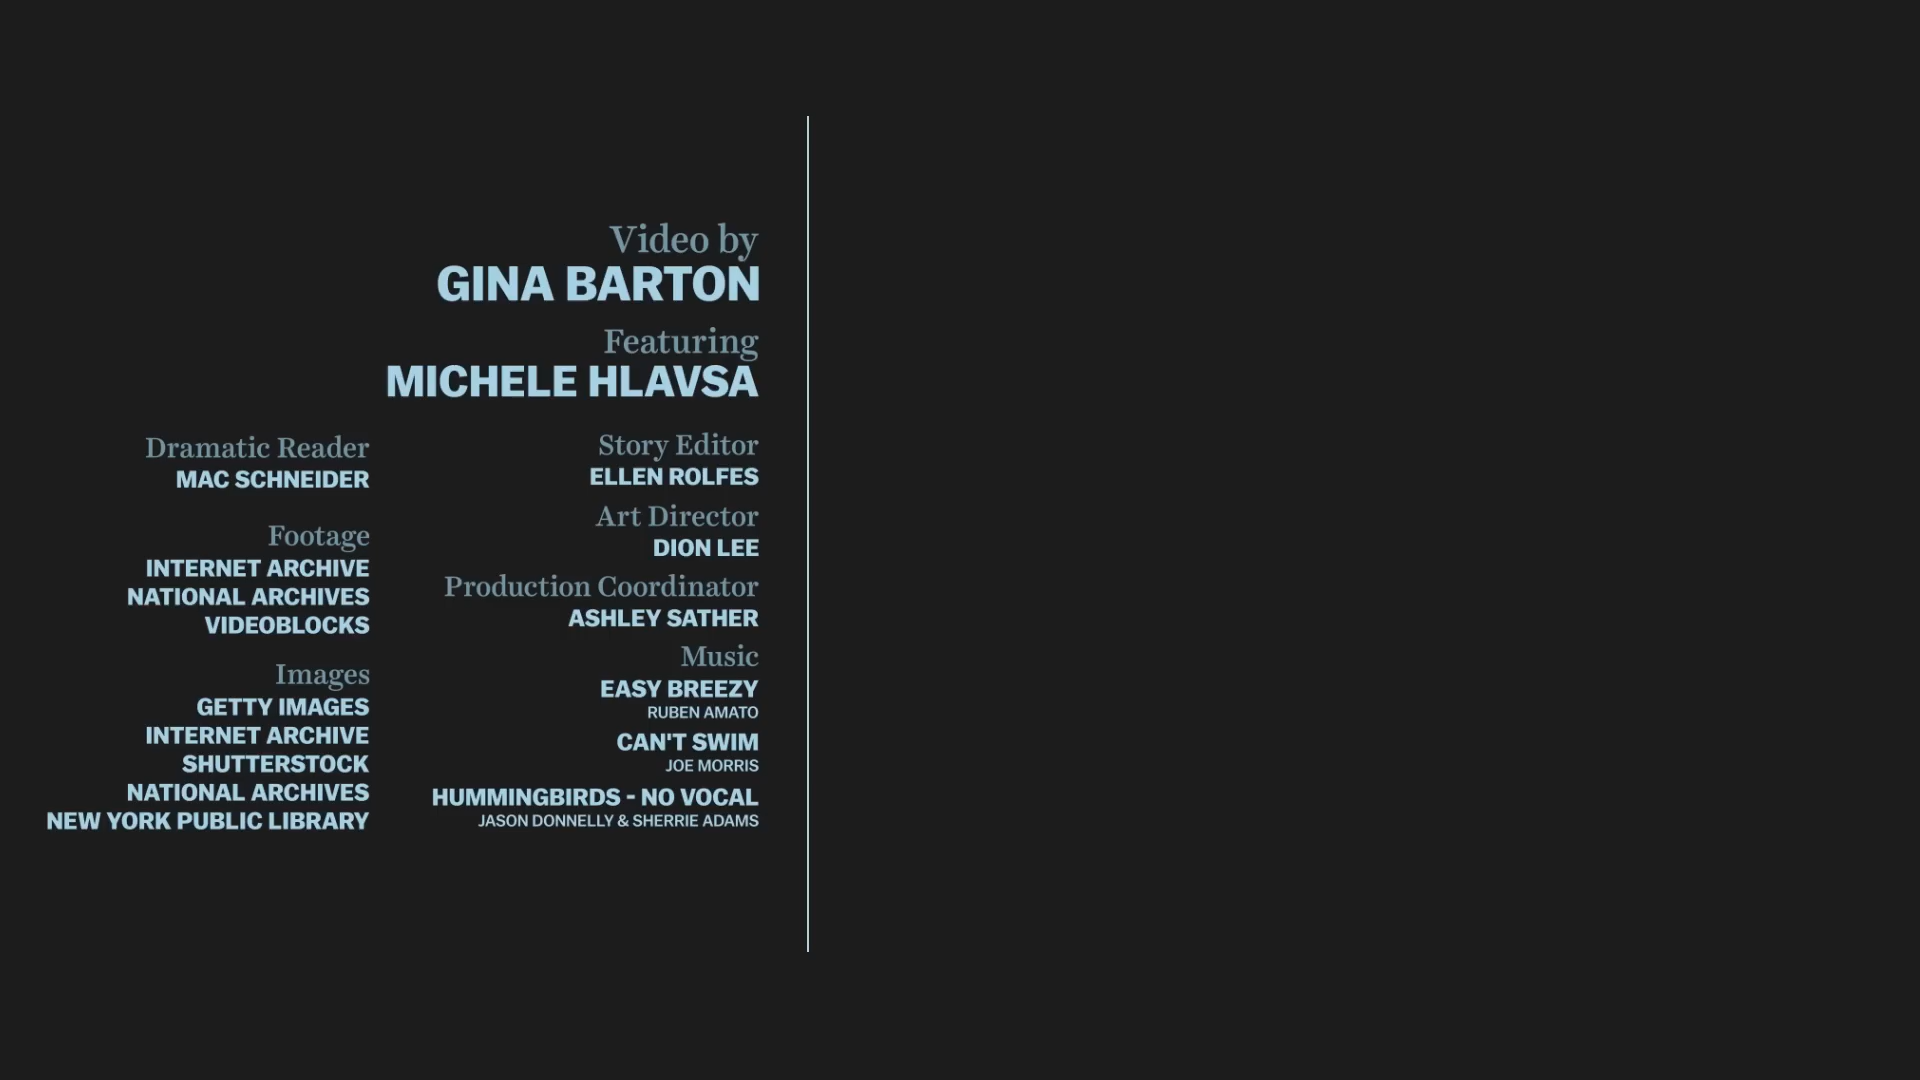 Video by
GINA BARTON
Featuring
MICHELE HLAVSA
Dramatic Reader
MAC SCHNEIDER
Footage
INTERNET ARCHIVE
NATIONAL ARCHIVES
VIDEOBLOCKS
Images
GETTY IMAGES
INTERNET ARCHIVE
SHUTTERSTOCK
NATIONAL ARCHIVES
NEW YORK PUBLIC LIBRARY
Story Editor
ELLEN ROLFES
Art Director
DION LEE
Production Coordinator
ASHLEY SATHER
Music
EASY BREEZY
RUBEN AMATO
CAN'T SWIM
JOE MORRIS
HUMMINGBIRDS - NO VOCAL
JASON DONNELLY & SHERRIE ADAMS